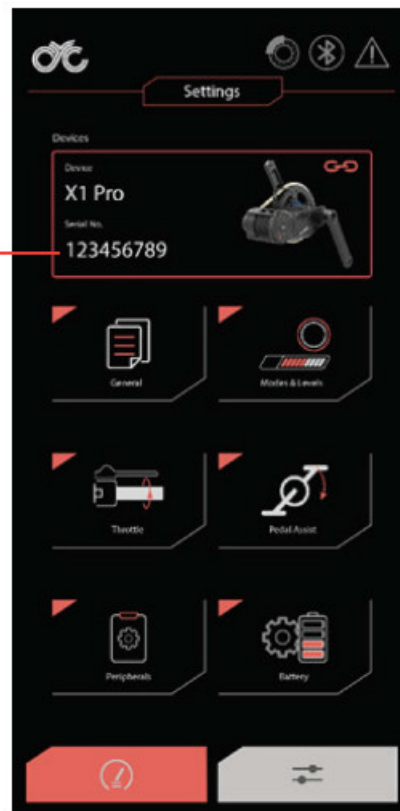 Settings
Devices
Device
X1 Pro
Serial No.
123456789
General
Modes & Levels
Throttle
Pedal Assist
Peripherals
Battery